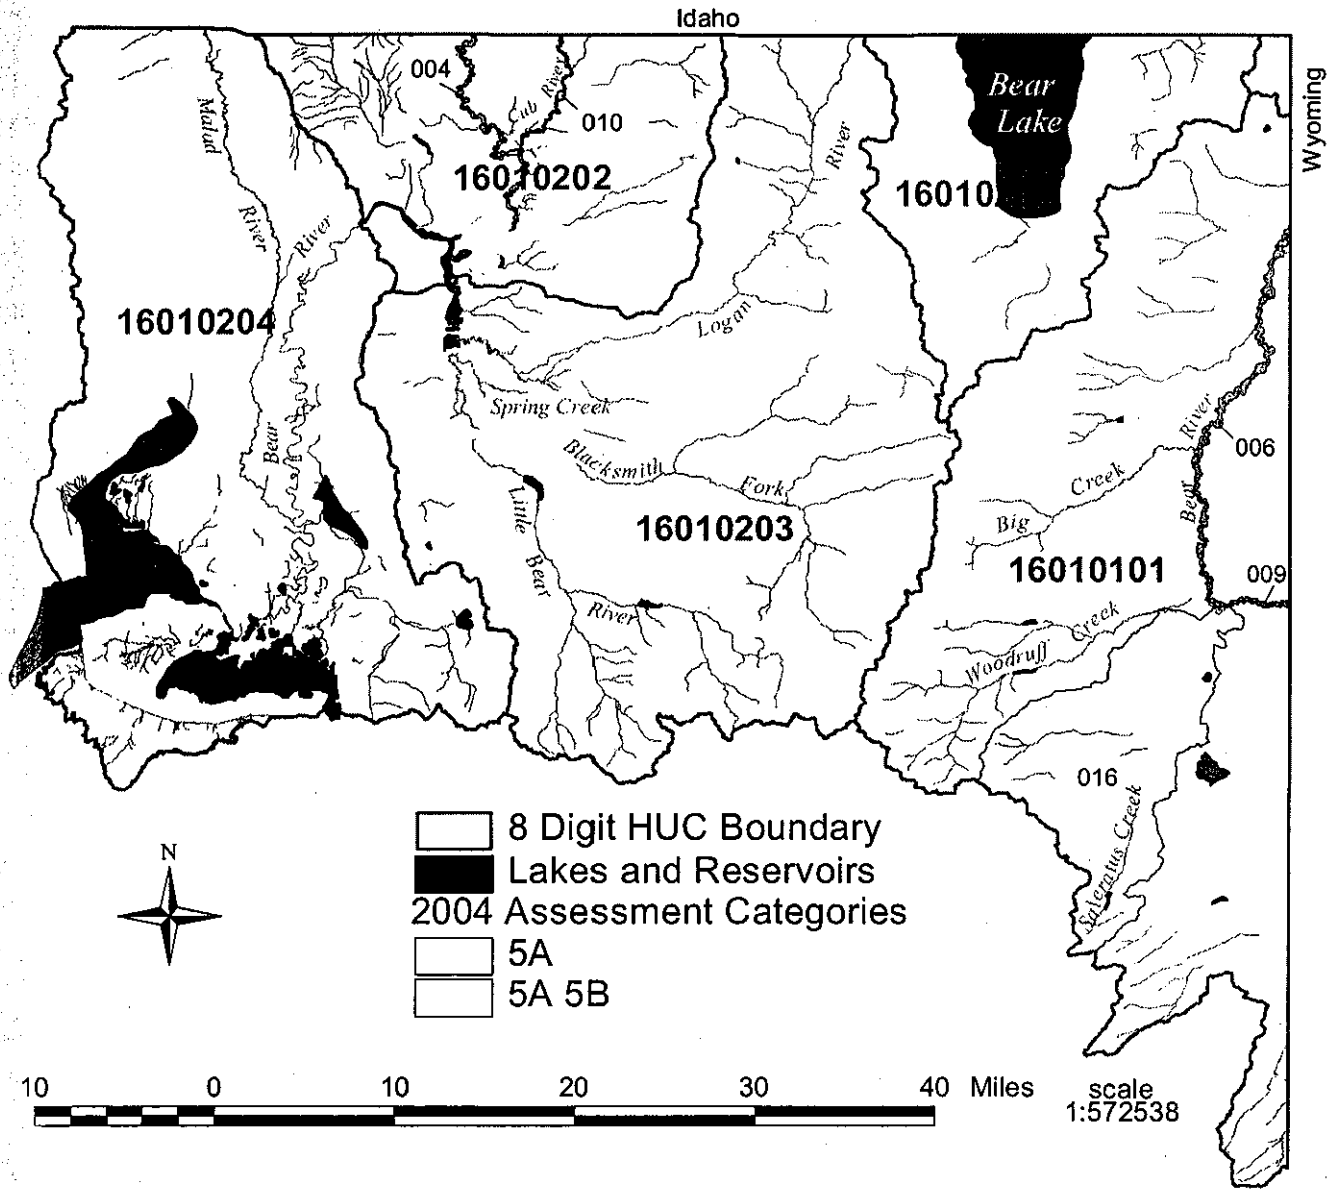 Idaho
Wyoming
004
Cub River
010
Malad
River
River
River
Bear
Lake
16010202
16010
16010204
Logan
Spring Creek
Bear
Blacksmith
Fork
River
006
Creek
Big
Bear
Little
Bear
River
16010203
16010101
009
Woodruff Creek
016
Saleratus Creek
8 Digit HUC Boundary
Lakes and Reservoirs
2004 Assessment Categories
5A
5A 5B
N
10 0 10 20 30 40 Miles
scale
1:572538